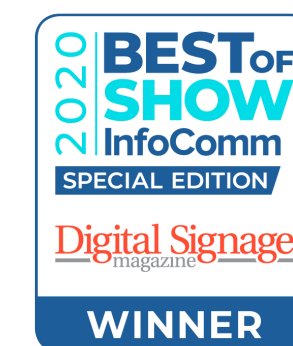 2020
BEST OF
SHOW
InfoComm
SPECIAL EDITION
Digital Signage
magazine
WINNER